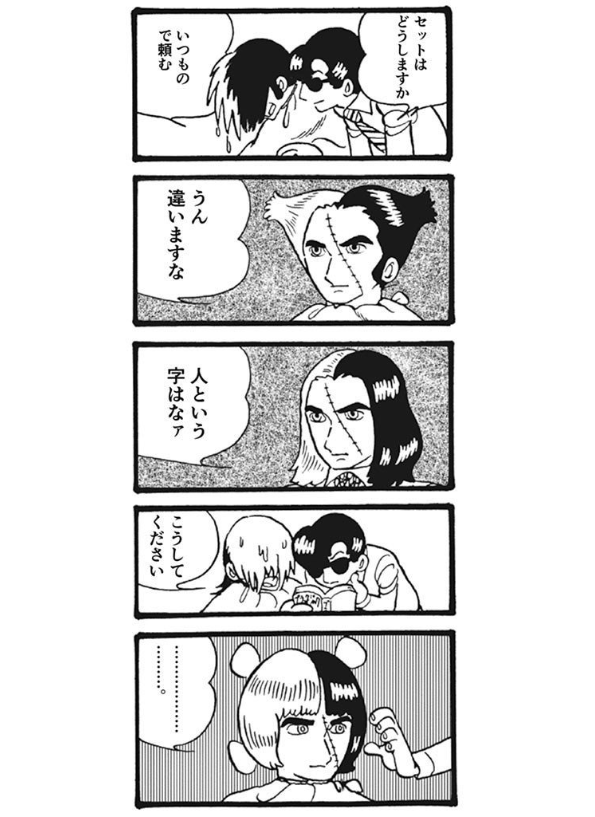 セットは
どうしますか
いつもの
で頼む
うん
違いますな
人という
字はなァ
こうして
ください
…………。